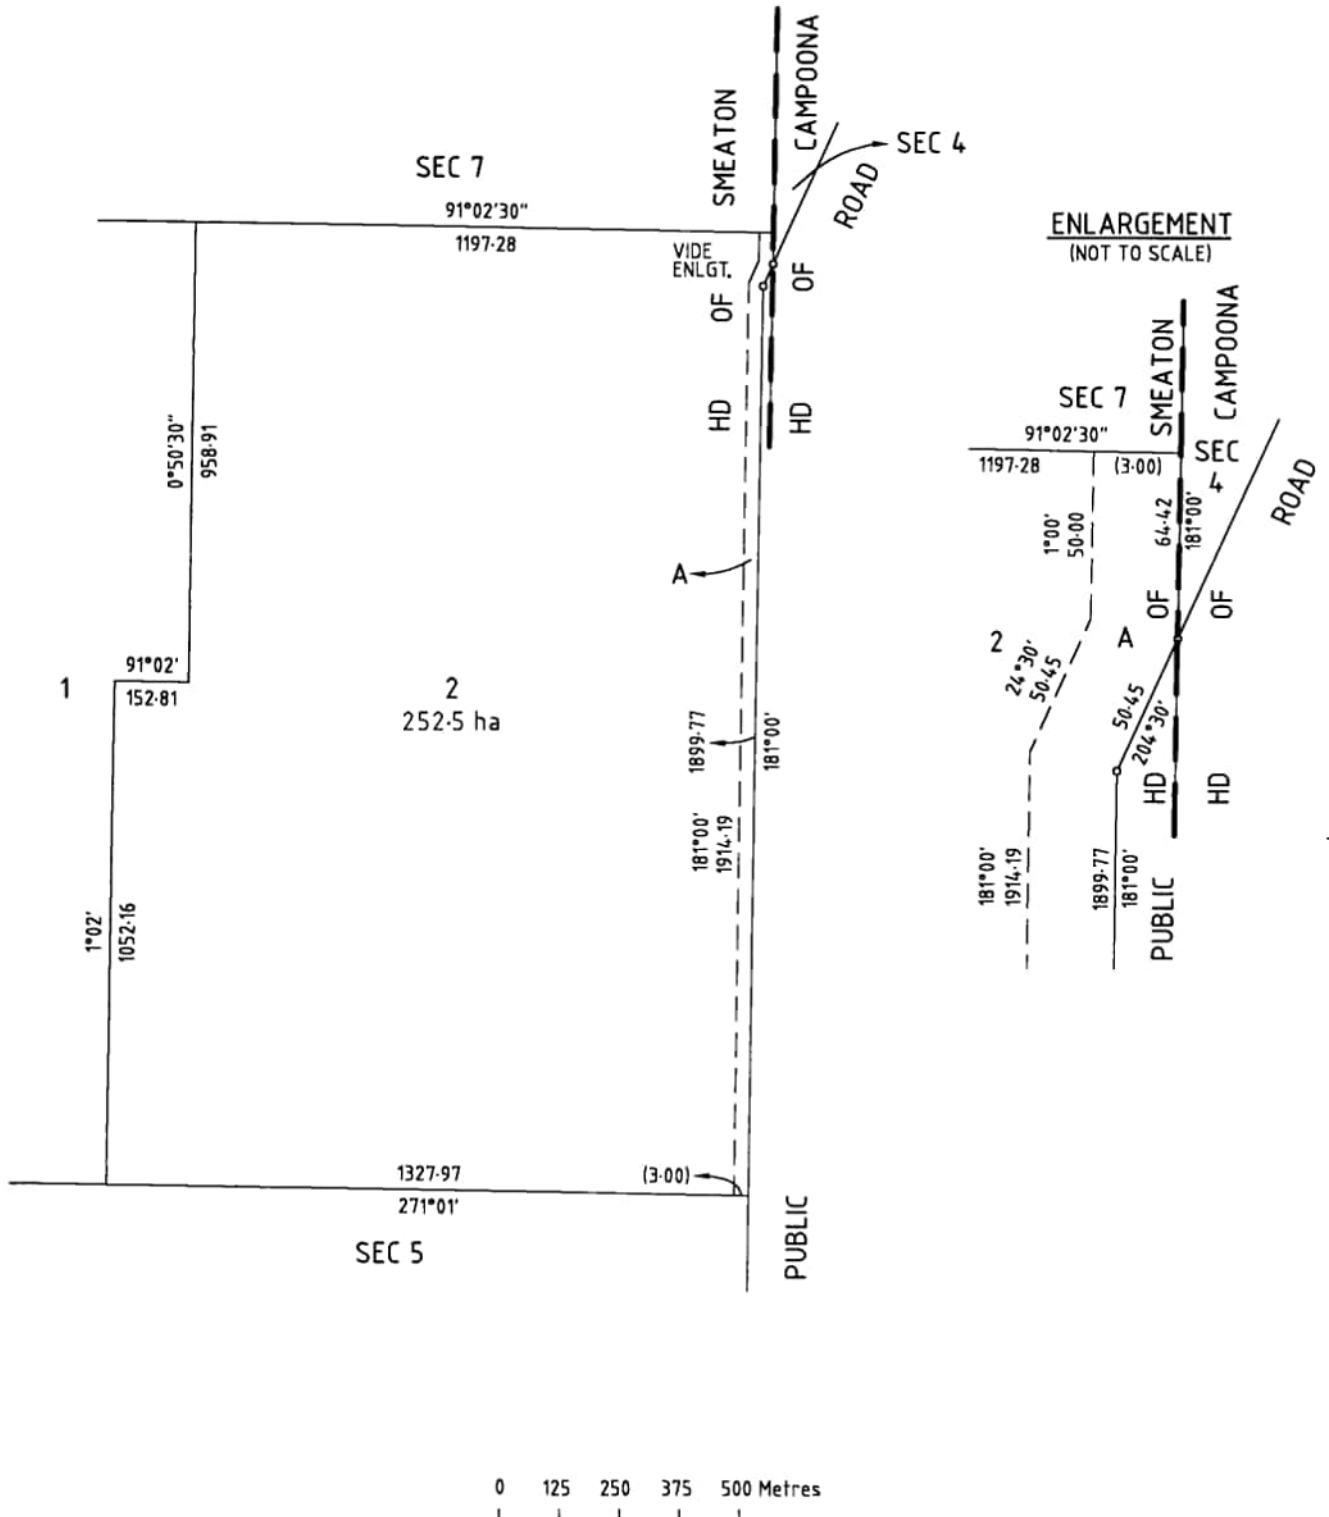 SMEATON
CAMPOONA
SEC 4
SEC 7
ROAD
91°02'30"
1197·28
VIDE
ENLGT.
HD OF
HD OF
0°50'30"
958·91
A
91°02'
152·81
1
2
252·5 ha
1899·77
181°00'
181°00'
1914·19
1°02'
1052·16
1327·97
(3·00)
271°01'
SEC 5
PUBLIC
ENLARGEMENT
(NOT TO SCALE)
SMEATON
CAMPOONA
SEC 7
91°02'30"
1197·28
(3·00)
SEC
4
ROAD
1°00'
50·00
64·42
181°00'
HD OF
HD OF
2
A
24°30'
50·45
50·45
204°30'
181°00'
1914·19
1899·77
181°00'
PUBLIC
0 125 250 375 500 Metres